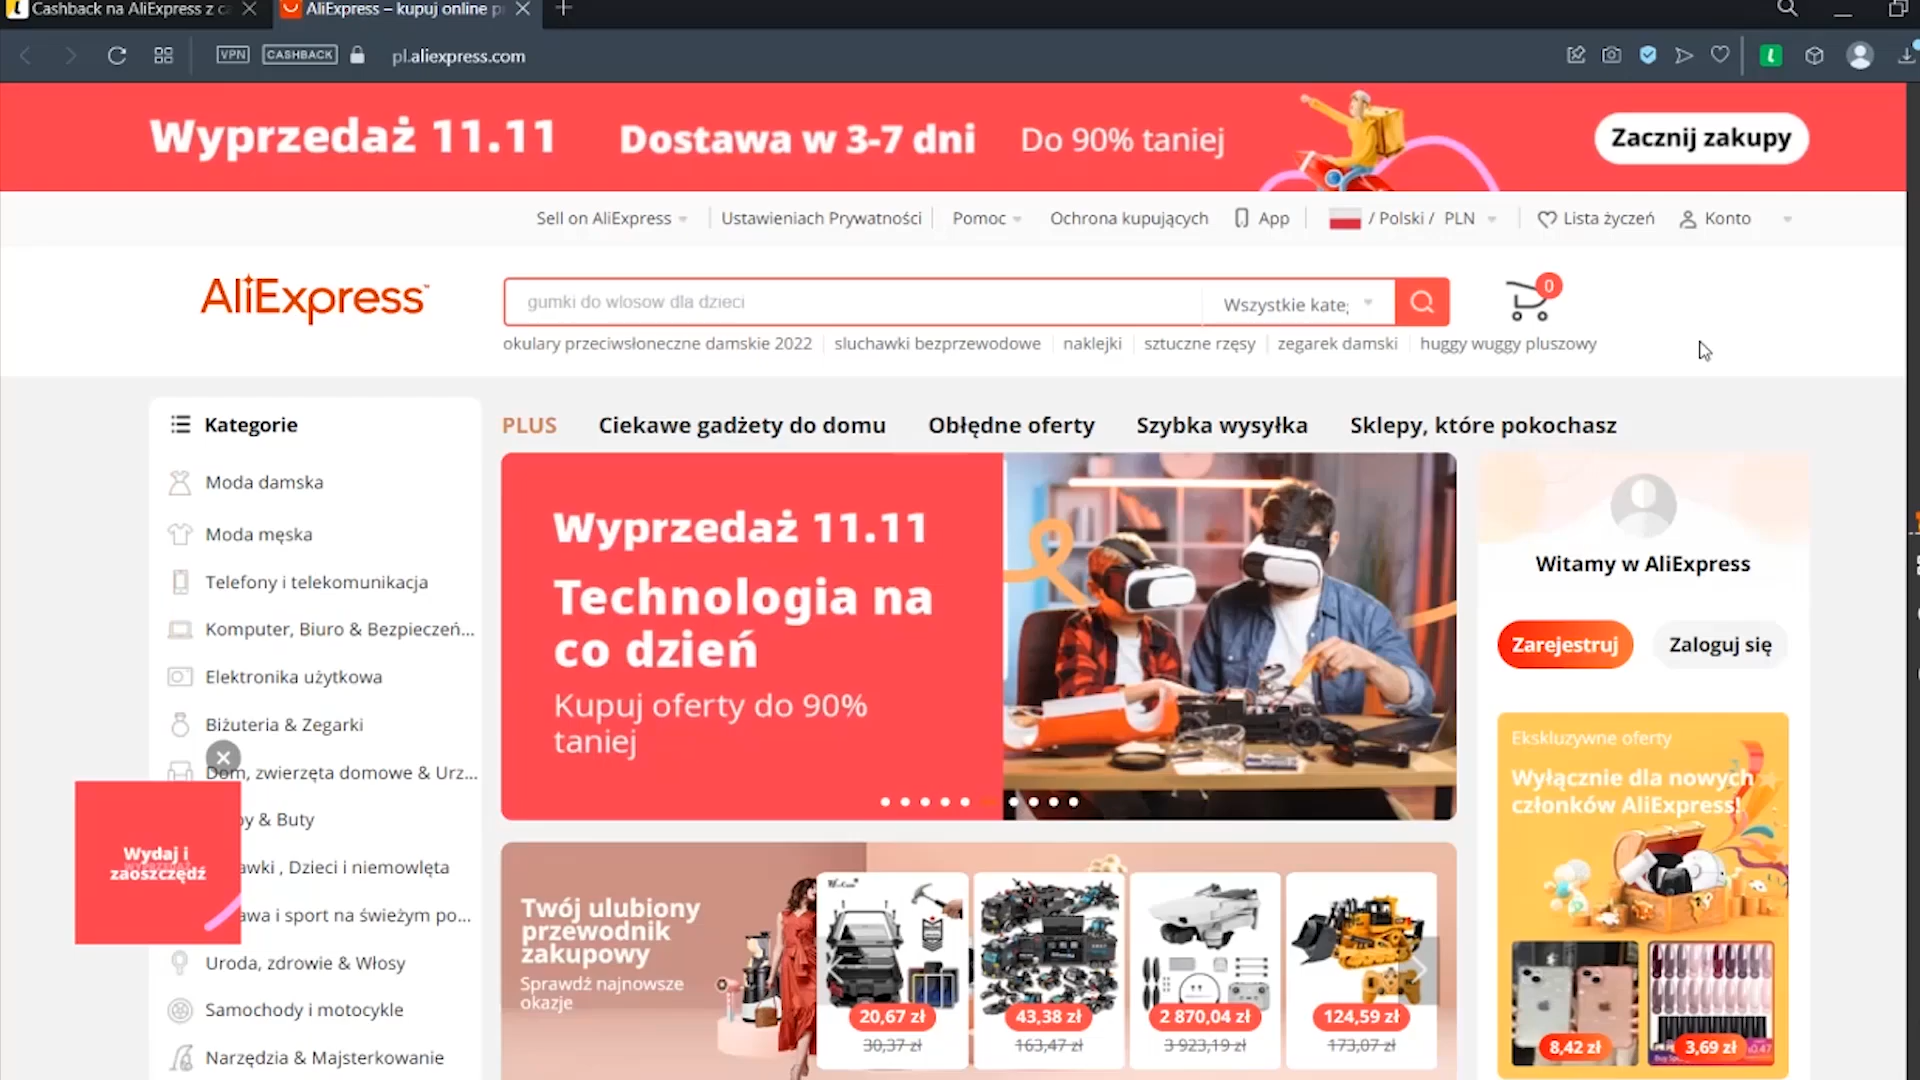 Cashback na AliExpress z c
AliExpress – kupuj online p
VPN
CASHBACK
pl.aliexpress.com
Wyprzedaż 11.11
Dostawa w 3-7 dni
Do 90% taniej
Zacznij zakupy
Sell on AliExpress
Ustawieniach Prywatności
Pomoc
Ochrona kupujących
App
/ Polski / PLN
Lista życzeń
Konto
AliExpress
gumki do wlosow dla dzieci
Wszystkie kate
0
okulary przeciwsłoneczne damskie 2022
sluchawki bezprzewodowe
naklejki
sztuczne rzęsy
zegarek damski
huggy wuggy pluszowy
Kategorie
Moda damska
Moda męska
Telefony i telekomunikacja
Komputer, Biuro & Bezpieczeń...
Elektronika użytkowa
Biżuteria & Zegarki
Dom, zwierzęta domowe & Urz...
by & Buty
awki , Dzieci i niemowlęta
awa i sport na świeżym po...
Uroda, zdrowie & Włosy
Samochody i motocykle
Narzędzia & Majsterkowanie
Wydaj i
zaoszczędź
PLUS
Ciekawe gadżety do domu
Obłędne oferty
Szybka wysyłka
Sklepy, które pokochasz
Wyprzedaż 11.11
Technologia na
co dzień
Kupuj oferty do 90%
taniej
Witamy w AliExpress
Zarejestruj
Zaloguj się
Ekskluzywne oferty
Wyłącznie dla nowych
członków AliExpress!
8,42 zł
3,69 zł
Twój ulubiony
przewodnik
zakupowy
Sprawdź najnowsze
okazje
20,67 zł
30,37 zł
43,38 zł
163,47 zł
2 870,04 zł
3 923,19 zł
124,59 zł
173,07 zł